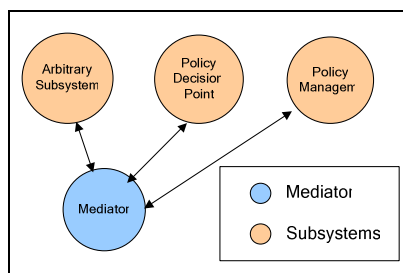 Arbitrary
Subsystem
Policy
Decision
Point
Policy
Managem
Mediator
Mediator
Subsystems